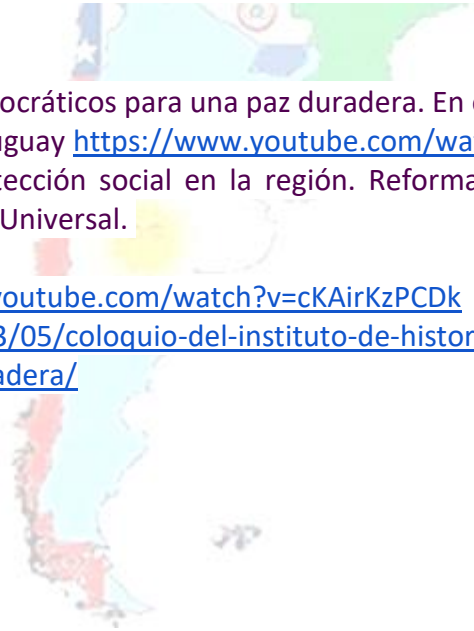 ocráticos para una paz duradera. En
uguay https://www.youtube.com/wa
tección social en la región. Reforma
Universal.
youtube.com/watch?v=cKAirKzPCDk
3/05/coloquio-del-instituto-de-histor
adera/